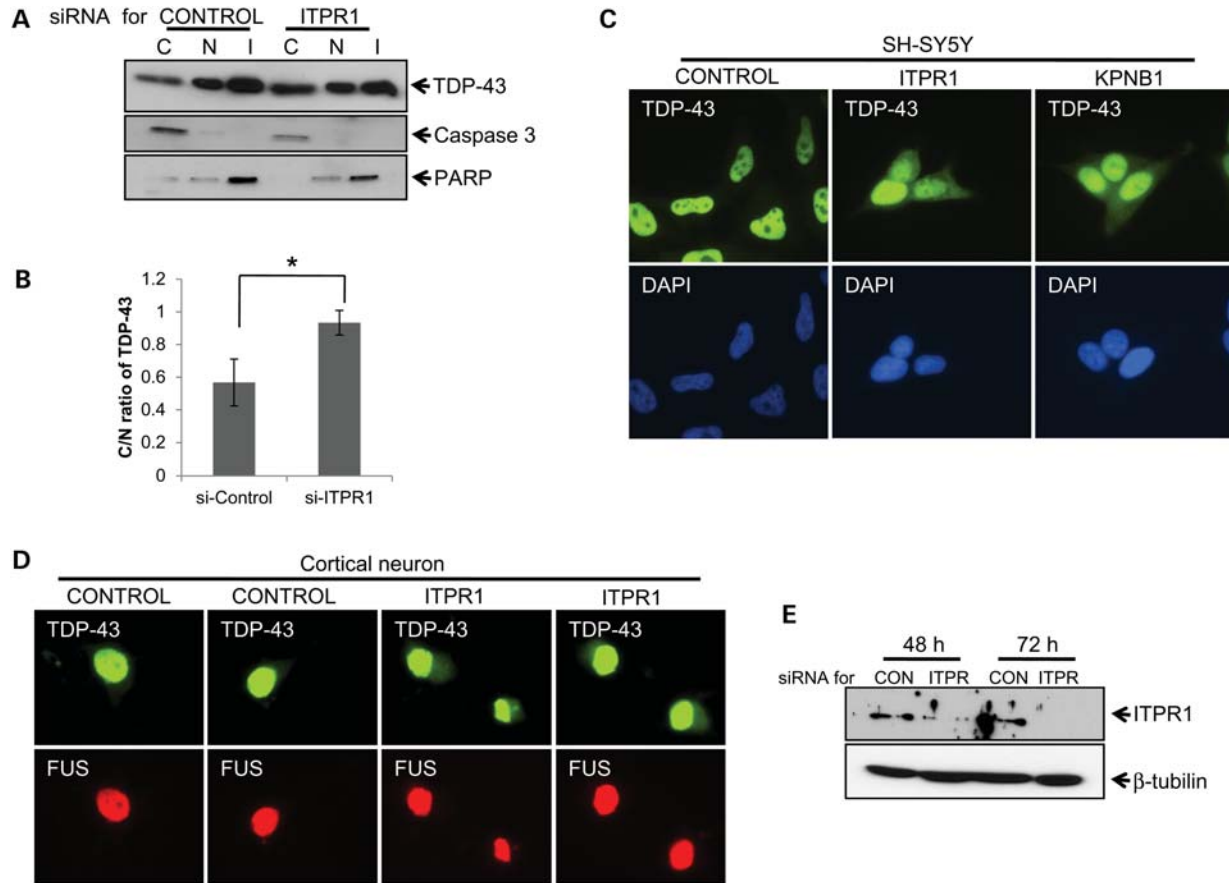 A
siRNA for CONTROL ITPR1
C N I C N I
TDP-43
Caspase 3
PARP
B
*
C/N ratio of TDP-43
1.2
1
0.8
0.6
0.4
0.2
0
si-Control si-ITPR1
C
SH-SY5Y
CONTROL ITPR1 KPNB1
TDP-43 TDP-43 TDP-43
DAPI DAPI DAPI
D
Cortical neuron
CONTROL CONTROL ITPR1 ITPR1
TDP-43 TDP-43 TDP-43 TDP-43
FUS FUS FUS FUS
E
48 h 72 h
siRNA for CON ITPR CON ITPR
ITPR1
β-tubilin